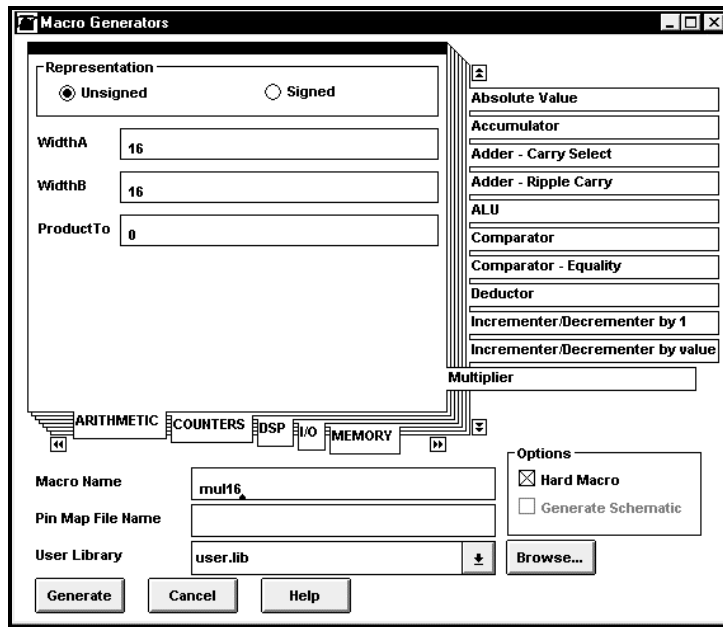 Macro Generators
Representation
Unsigned
Signed
WidthA
16
WidthB
16
ProductTo
0
Absolute Value
Accumulator
Adder - Carry Select
Adder - Ripple Carry
ALU
Comparator
Comparator - Equality
Deductor
Incrementer/Decrementer by 1
Incrementer/Decrementer by value
Multiplier
ARITHMETIC
COUNTERS
DSP
I/O
MEMORY
Macro Name
mul16
Pin Map File Name
User Library
user.lib
Options
Hard Macro
Generate Schematic
Browse...
Generate
Cancel
Help